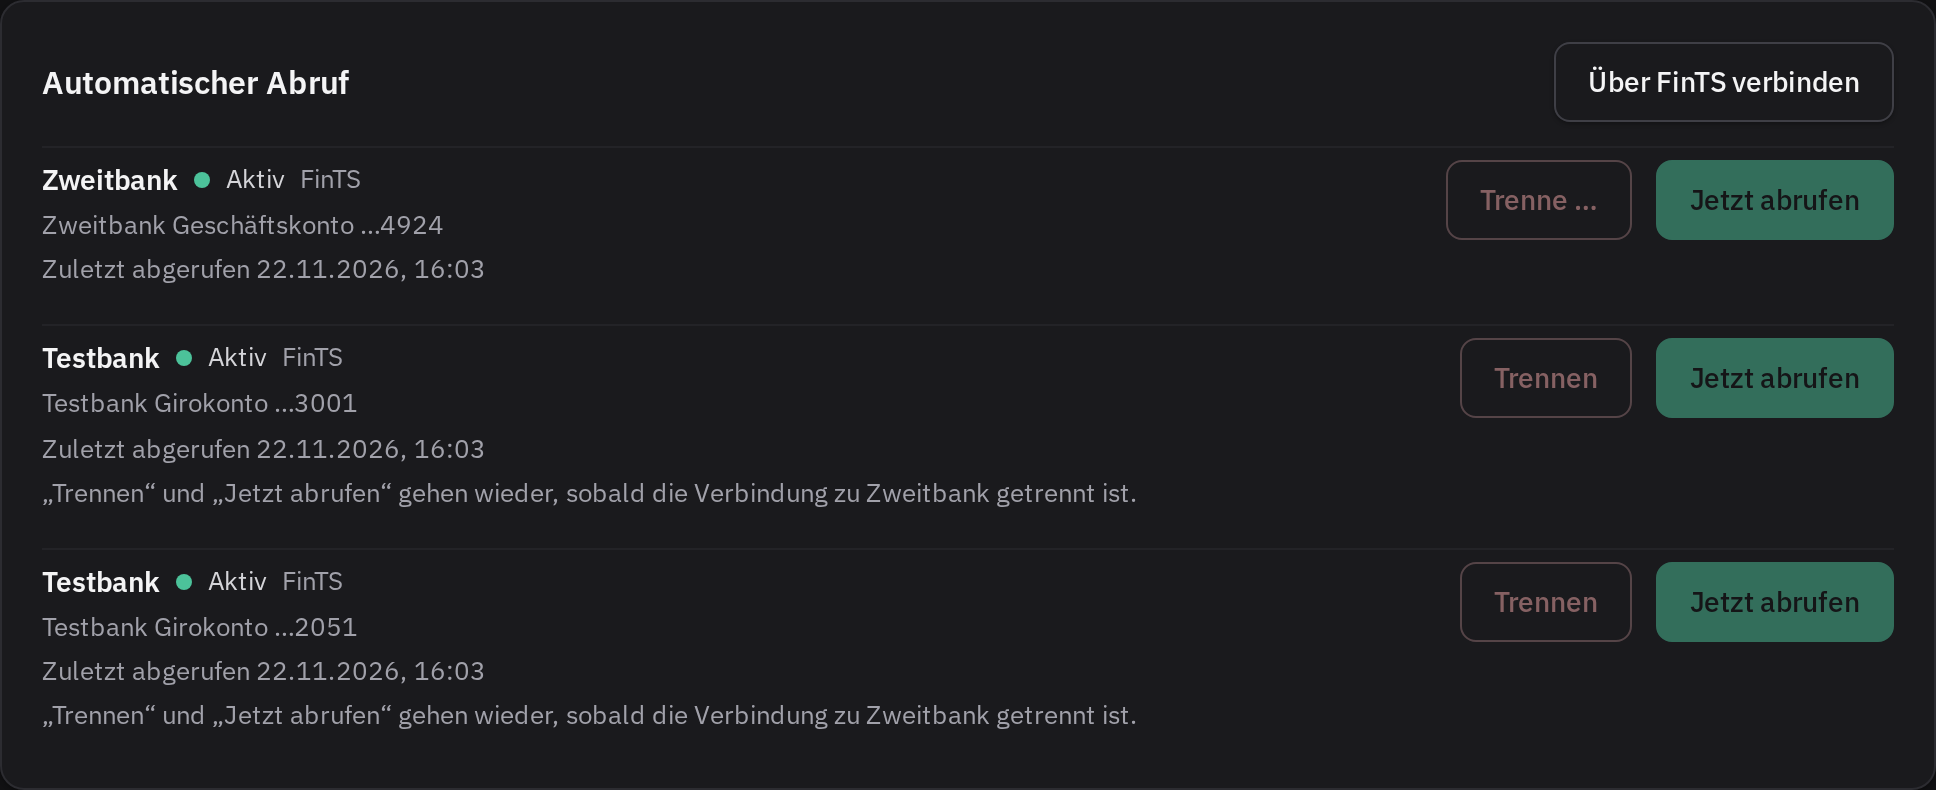 Automatischer Abruf
Über FinTS verbinden
Zweitbank Aktiv FinTS
Trenne ...
Jetzt abrufen
Zweitbank Geschäftskonto ...4924
Zuletzt abgerufen 22.11.2026, 16:03
Testbank Aktiv FinTS
Trennen
Jetzt abrufen
Testbank Girokonto ...3001
Zuletzt abgerufen 22.11.2026, 16:03
„Trennen“ und „Jetzt abrufen“ gehen wieder, sobald die Verbindung zu Zweitbank getrennt ist.
Testbank Aktiv FinTS
Trennen
Jetzt abrufen
Testbank Girokonto ...2051
Zuletzt abgerufen 22.11.2026, 16:03
„Trennen“ und „Jetzt abrufen“ gehen wieder, sobald die Verbindung zu Zweitbank getrennt ist.